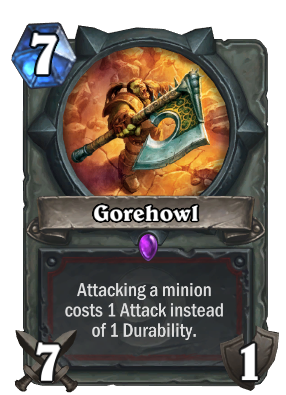 7
Gorehowl
Attacking a minion
costs 1 Attack instead
of 1 Durability.
7 1